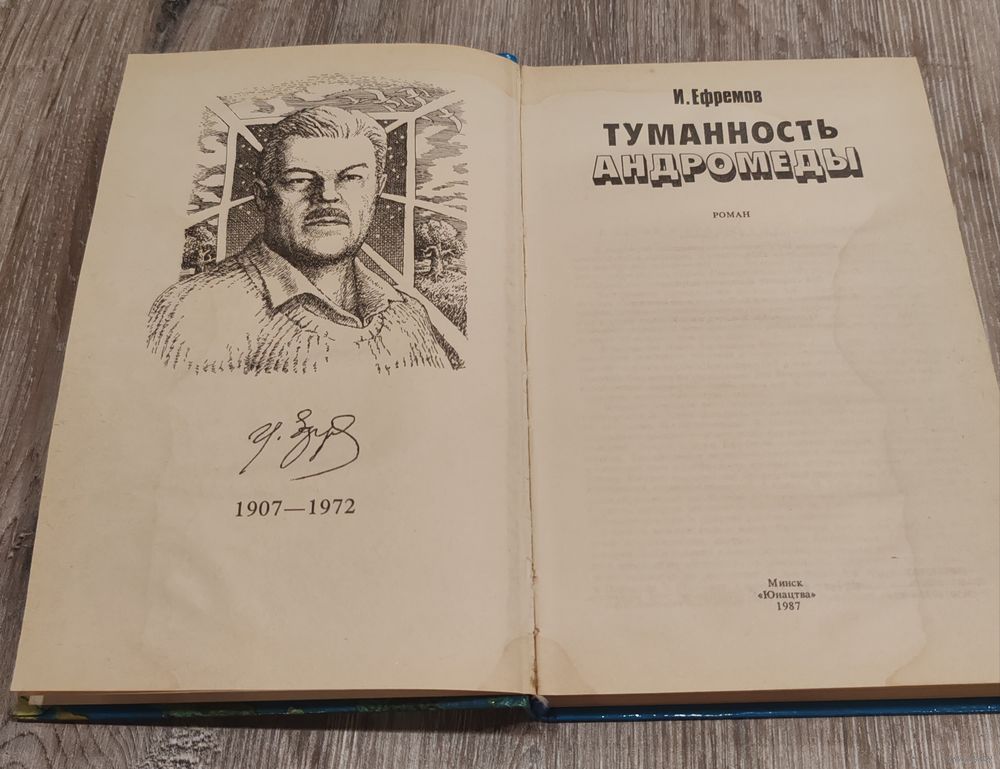 1907—1972
И. Ефремов
ТУМАННОСТЬ
АНДРОМЕДЫ
РОМАН
Минск
«Юнацтва»
1987